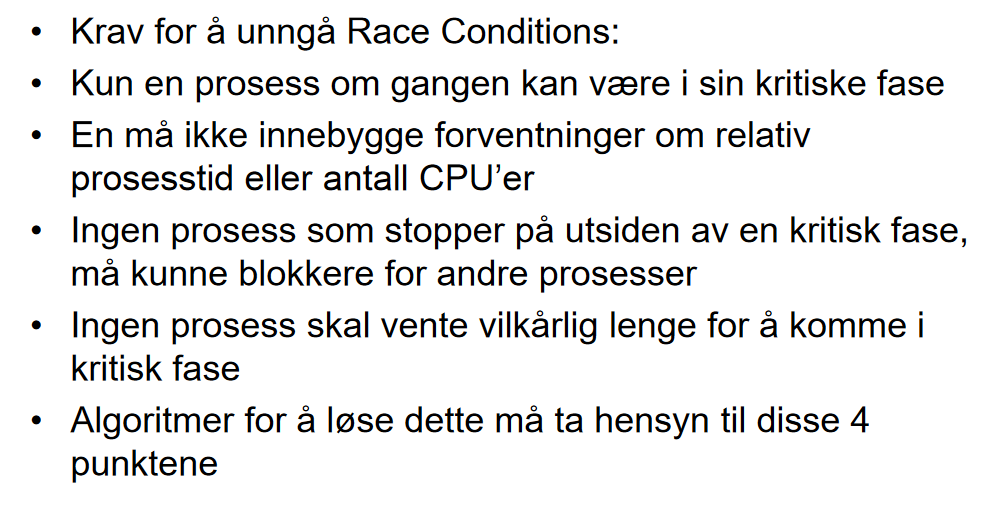 • Krav for å unngå Race Conditions:
• Kun en prosess om gangen kan være i sin kritiske fase
• En må ikke innebygge forventninger om relativ
prosesstid eller antall CPU’er
• Ingen prosess som stopper på utsiden av en kritisk fase,
må kunne blokkere for andre prosesser
• Ingen prosess skal vente vilkårlig lenge for å komme i
kritisk fase
• Algoritmer for å løse dette må ta hensyn til disse 4
punktene